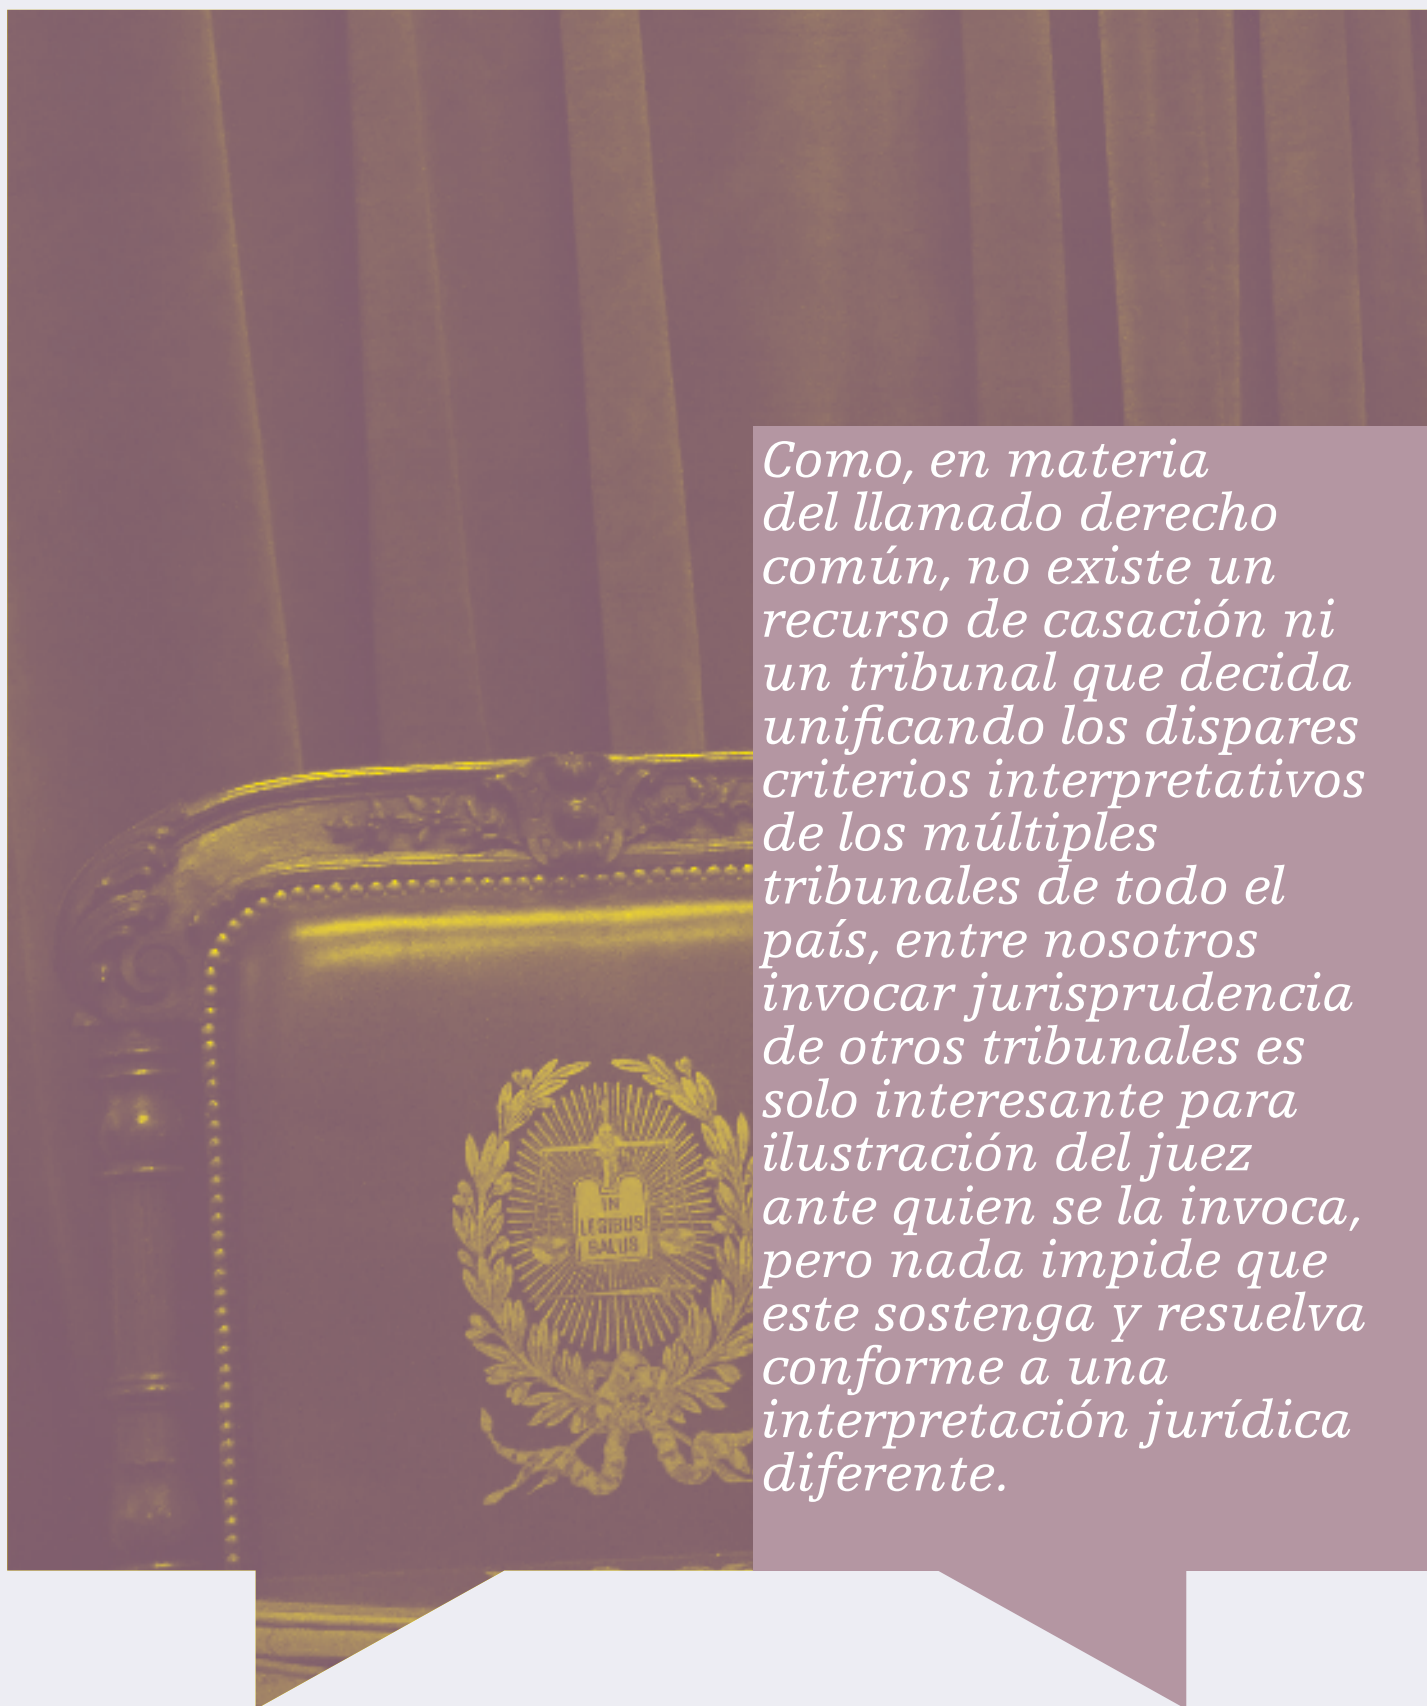 Como, en materia
del llamado derecho
común, no existe un
recurso de casación ni
un tribunal que decida
unificando los dispares
criterios interpretativos
de los múltiples
tribunales de todo el
país, entre nosotros
invocar jurisprudencia
de otros tribunales es
solo interesante para
ilustración del juez
ante quien se la invoca,
pero nada impide que
este sostenga y resuelva
conforme a una
interpretación jurídica
diferente.
IN
LEGIBUS
SALUS